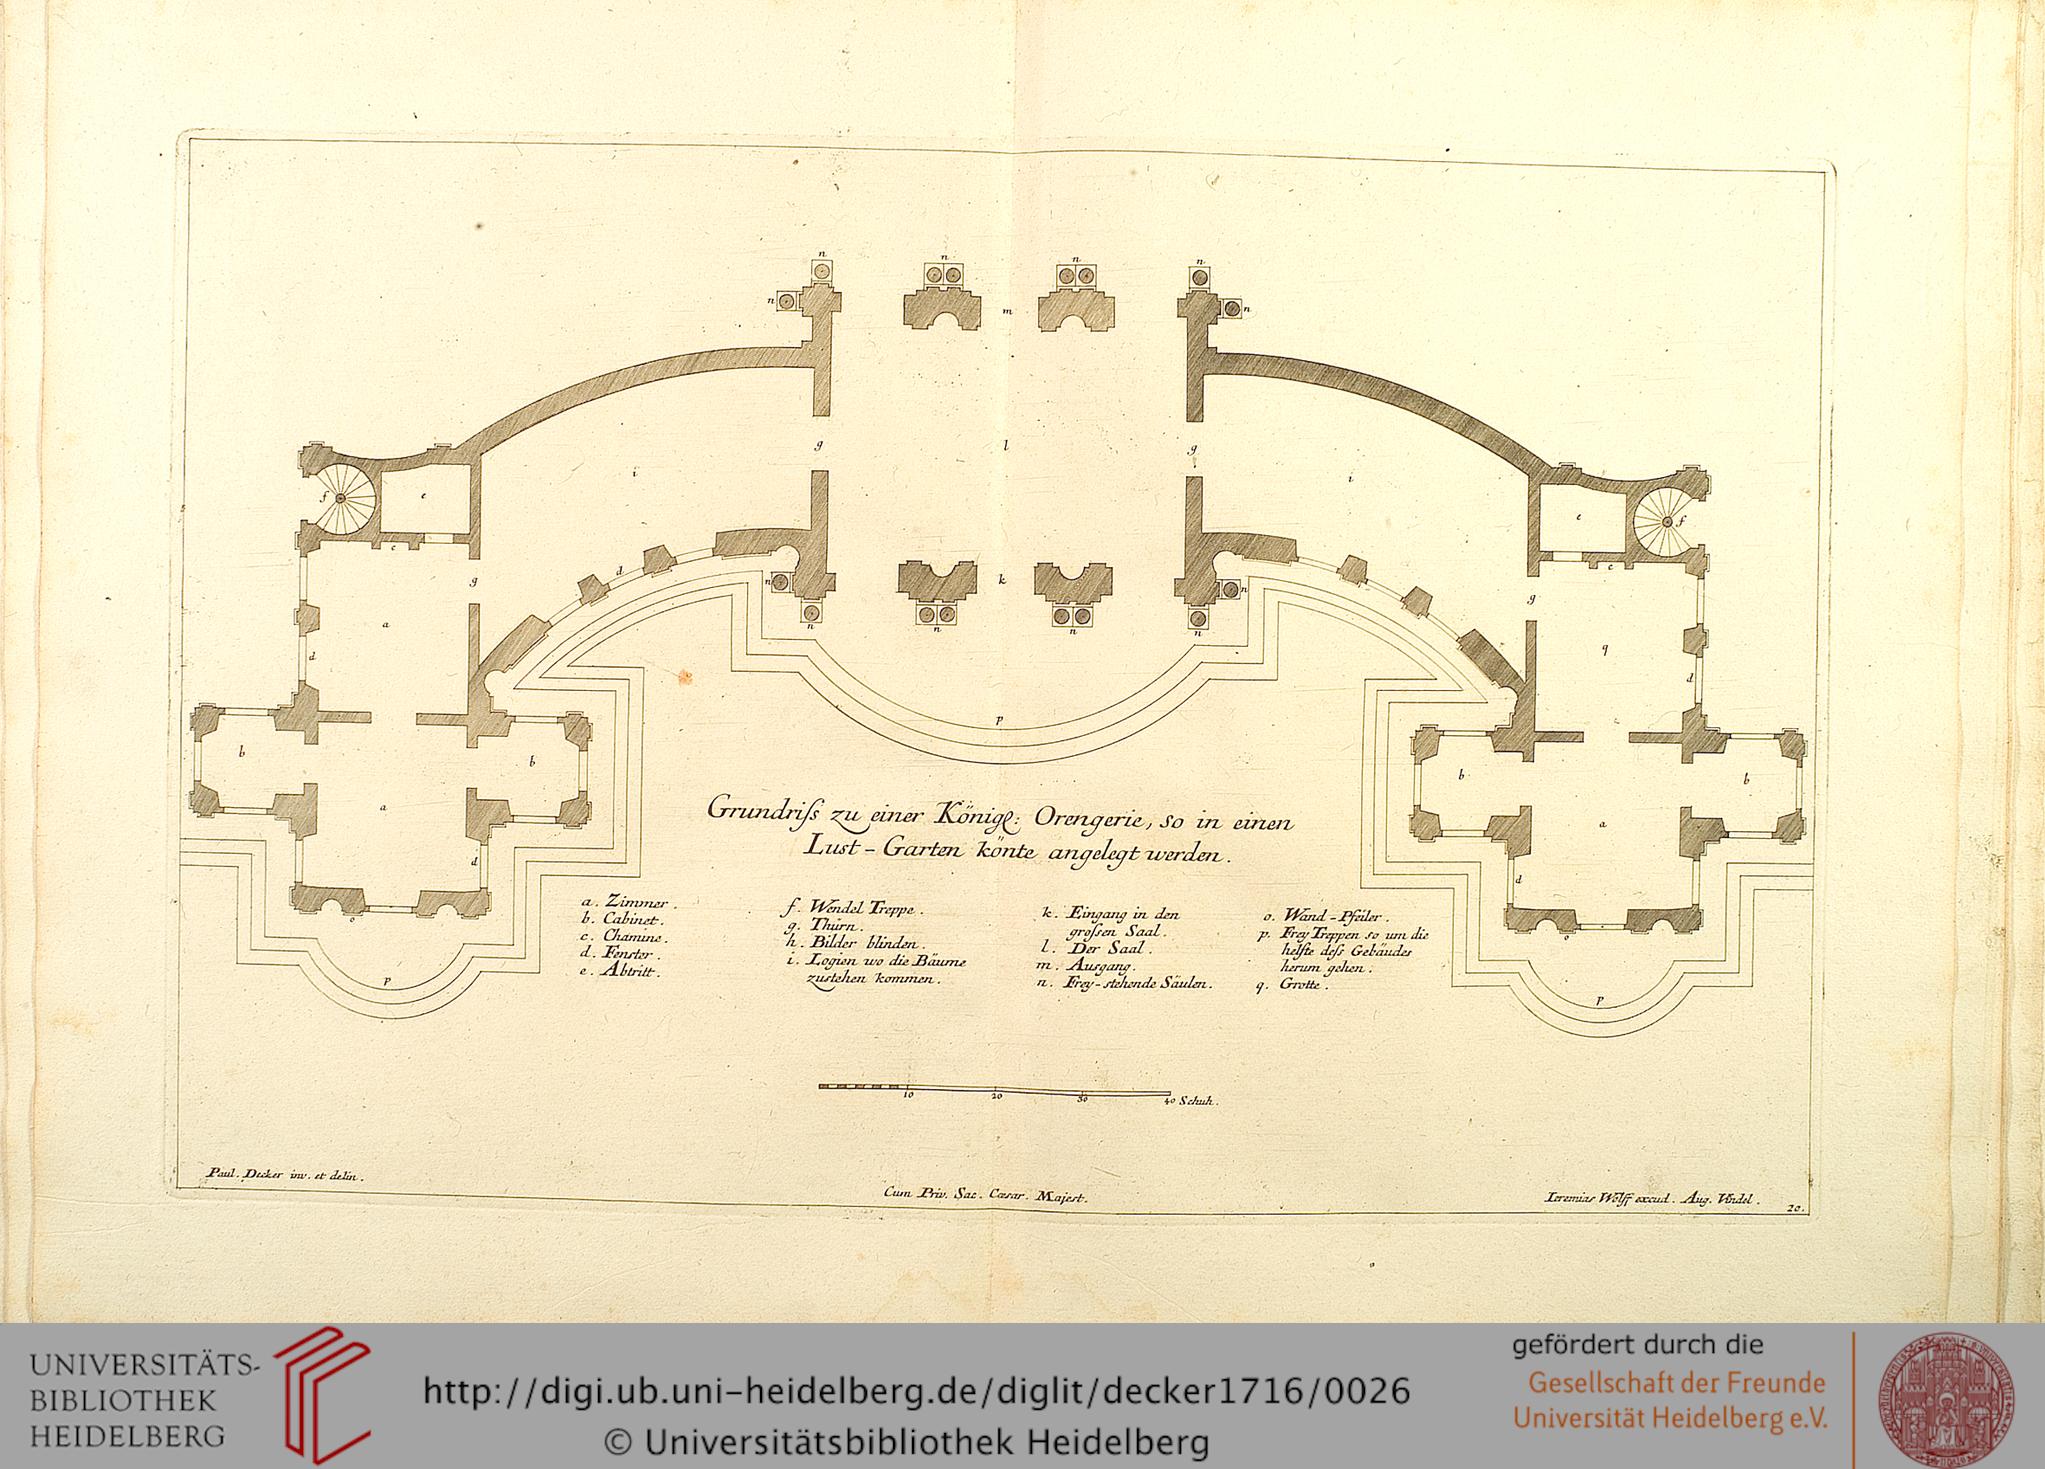 n
n
n
n
n
n
m
g
l
g
f
e
i
i
e
f
c
g
d
n
k
n
c
g
a
n
n
n
n
q
d
d
p
b
b
b
b
a
a
d
d
o
o
p
p
Grundriß zu einer Königl: Orengerie, so in einen
Lust-Garten könte angelegt werden.
a. Zimmer.
b. Cabinet.
c. Chamine.
d. Fenster.
e. Abtritt.
f. Wendel Treppe.
g. Thürn.
h. Bilder blinden.
i. Logien wo die Bäume
zustehen kommen.
k. Eingang in den
großen Saal.
l. Der Saal.
m. Ausgang.
n. Frey-stehende Säulen.
o. Wand-Pfeiler.
p. Frey Treppen so um die
helfte deß Gebäudes
herum gehen.
q. Grotte.
10 20 30 40 Schuh.
Paul. Decker inv. et delin.
Cum Priv. Sac. Cæsar. Majest.
Ieremias Wolff excud. Aug. Vindel.
20.
UNIVERSITÄTS-
BIBLIOTHEK
HEIDELBERG
http://digi.ub.uni-heidelberg.de/diglit/decker1716/0026
© Universitätsbibliothek Heidelberg
gefördert durch die
Gesellschaft der Freunde
Universität Heidelberg e.V.